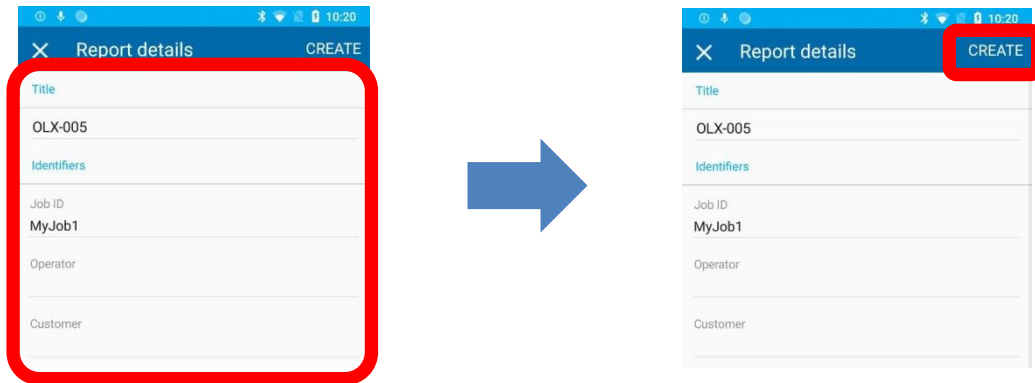 10:20
Report details CREATE
Title
OLX-005
Identifiers
Job ID
MyJob1
Operator
Customer
10:20
Report details CREATE
Title
OLX-005
Identifiers
Job ID
MyJob1
Operator
Customer